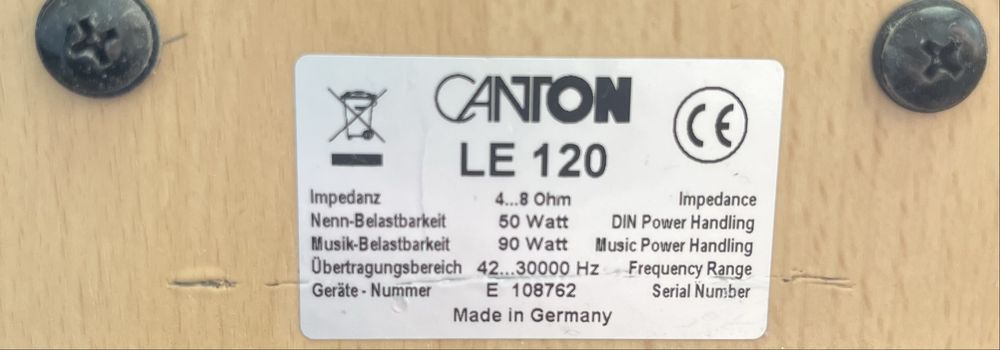 CANTON
CE
LE 120
Impedanz 4...8 Ohm Impedance
Nenn-Belastbarkeit 50 Watt DIN Power Handling
Musik-Belastbarkeit 90 Watt Music Power Handling
Übertragungsbereich 42...30000 Hz Frequency Range
Geräte - Nummer E 108762 Serial Number
Made in Germany